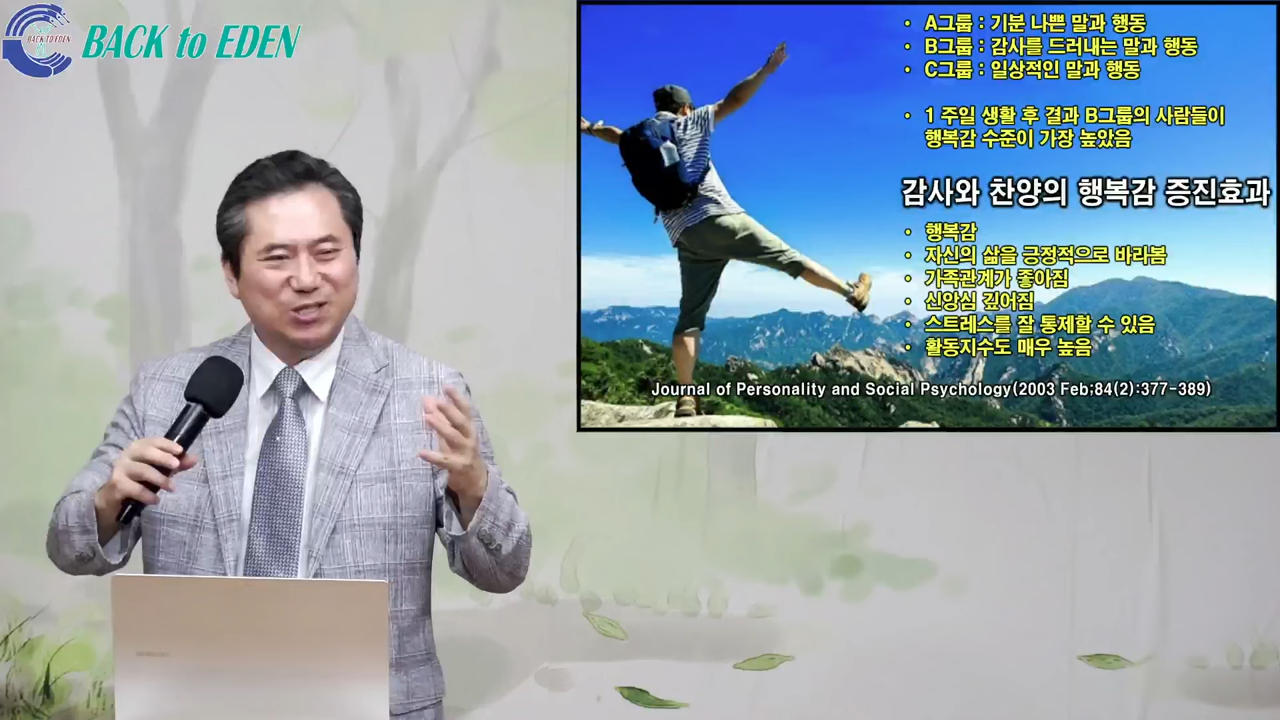 BACK TO EDEN
BACK to EDEN
• A그룹 : 기분 나쁜 말과 행동
• B그룹 : 감사를 드러내는 말과 행동
• C그룹 : 일상적인 말과 행동
• 1 주일 생활 후 결과 B그룹의 사람들이
행복감 수준이 가장 높았음
감사와 찬양의 행복감 증진효과
• 행복감
• 자신의 삶을 긍정적으로 바라봄
• 가족관계가 좋아짐
• 신앙심 깊어짐
• 스트레스를 잘 통제할 수 있음
• 활동지수도 매우 높음
Journal of Personality and Social Psychology(2003 Feb;84(2):377-389)